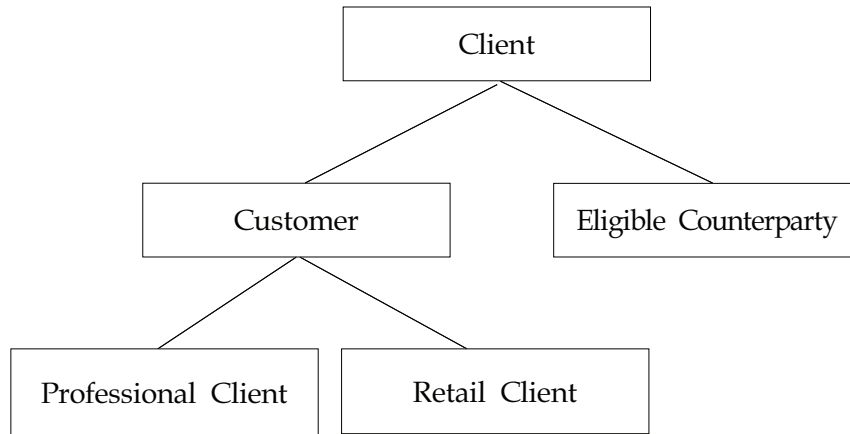 Client
Customer
Eligible Counterparty
Professional Client
Retail Client